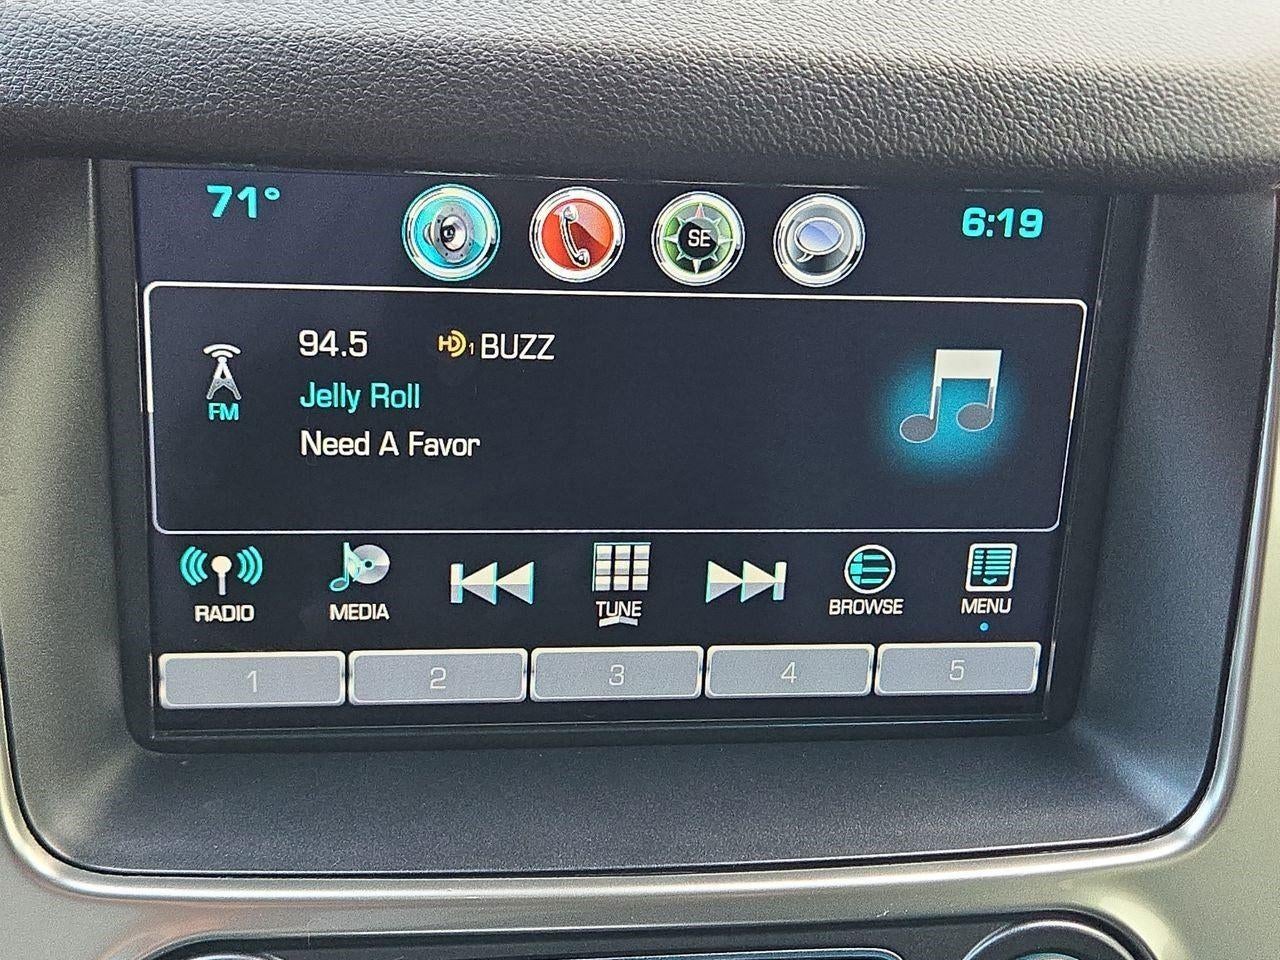 71°
SE
6:19
94.5 HD1 BUZZ
FM
Jelly Roll
Need A Favor
RADIO
MEDIA
TUNE
BROWSE
MENU
1 2 3 4 5